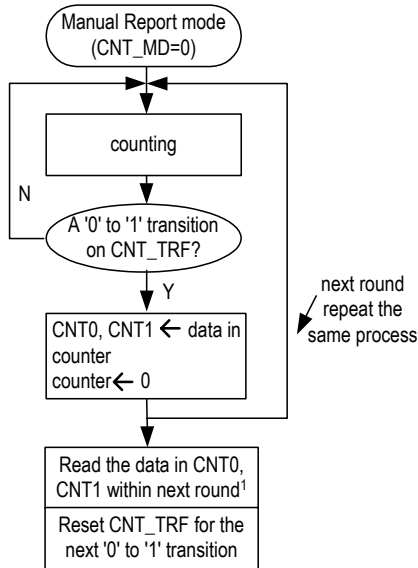 Manual Report mode
(CNT_MD=0)
counting
N
A '0' to '1' transition
on CNT_TRF?
Y
next round
repeat the
same process
CNT0, CNT1 ← data in
counter
counter← 0
Read the data in CNT0,
CNT1 within next round¹
Reset CNT_TRF for the
next '0' to '1' transition